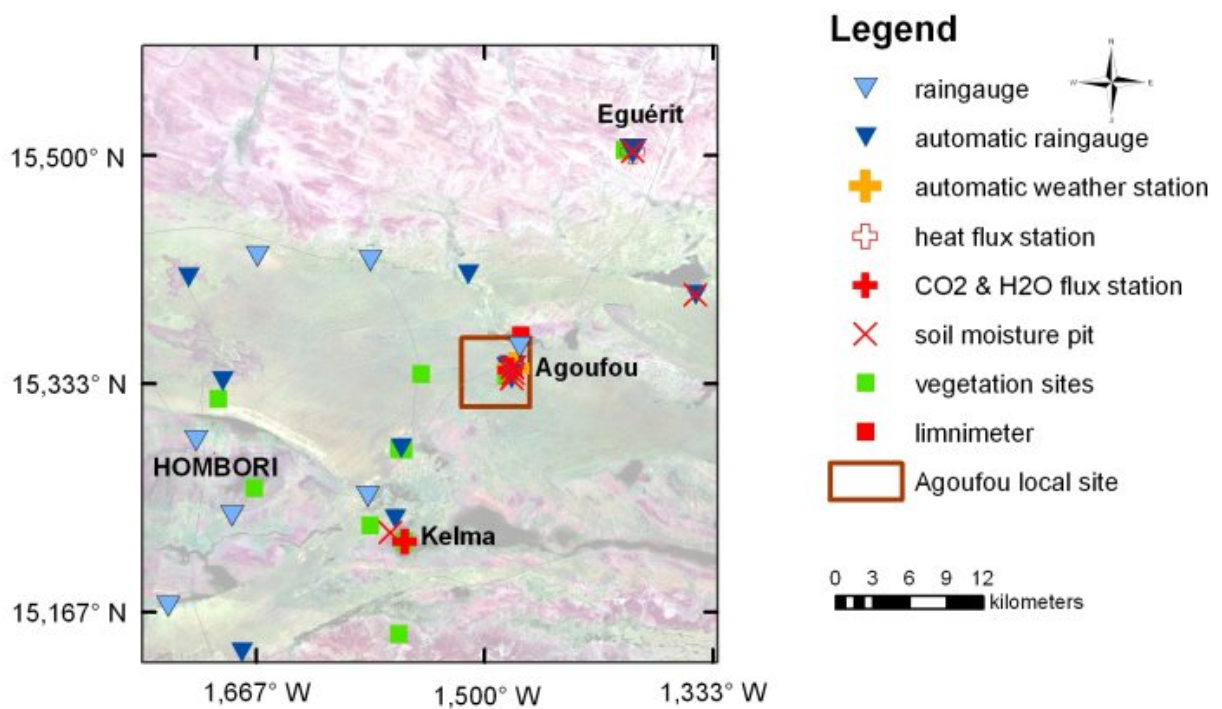 Legend
N
W
E
raingauge
automatic raingauge
automatic weather station
heat flux station
CO2 & H2O flux station
soil moisture pit
vegetation sites
limnimeter
Agoufou local site
0 3 6 9 12
kilometers
Eguérit
15,500° N
Agoufou
15,333° N
HOMBORI
Kelma
15,167° N
1,667° W
1,500° W
1,333° W